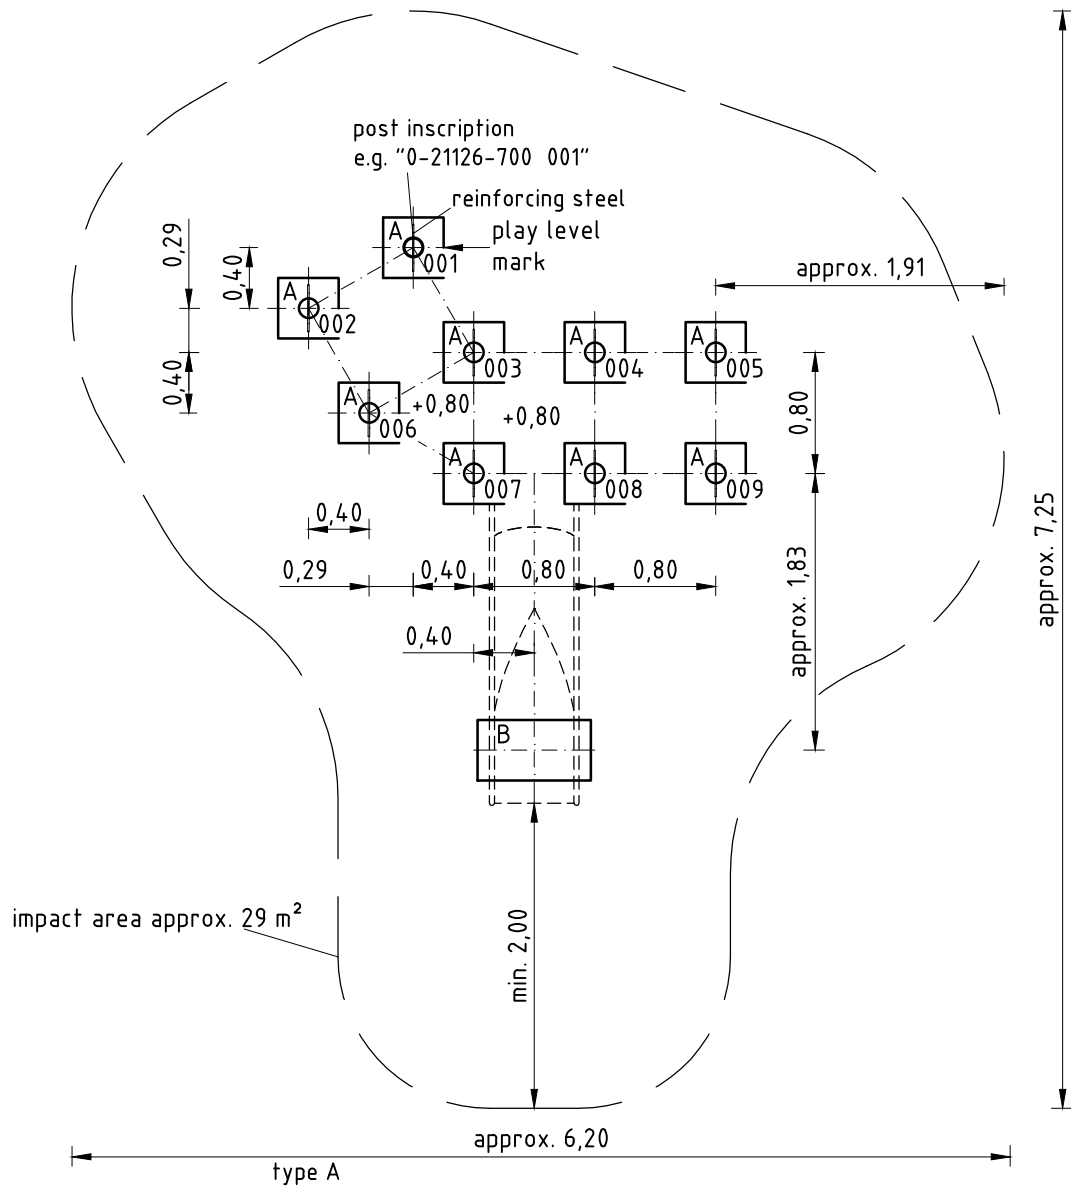 post inscription
e.g. "0-21126-700 001"
reinforcing steel
play level
mark
A
001
0,29
0,40
approx. 1,91
A
002
A
003
A
004
A
005
0,40
A
006
+0,80
+0,80
0,80
A
007
A
008
A
009
0,40
approx. 7,25
0,29
0,40
0,80
0,80
approx. 1,83
0,40
B
impact area approx. 29 m²
min. 2,00
approx. 6,20
type A